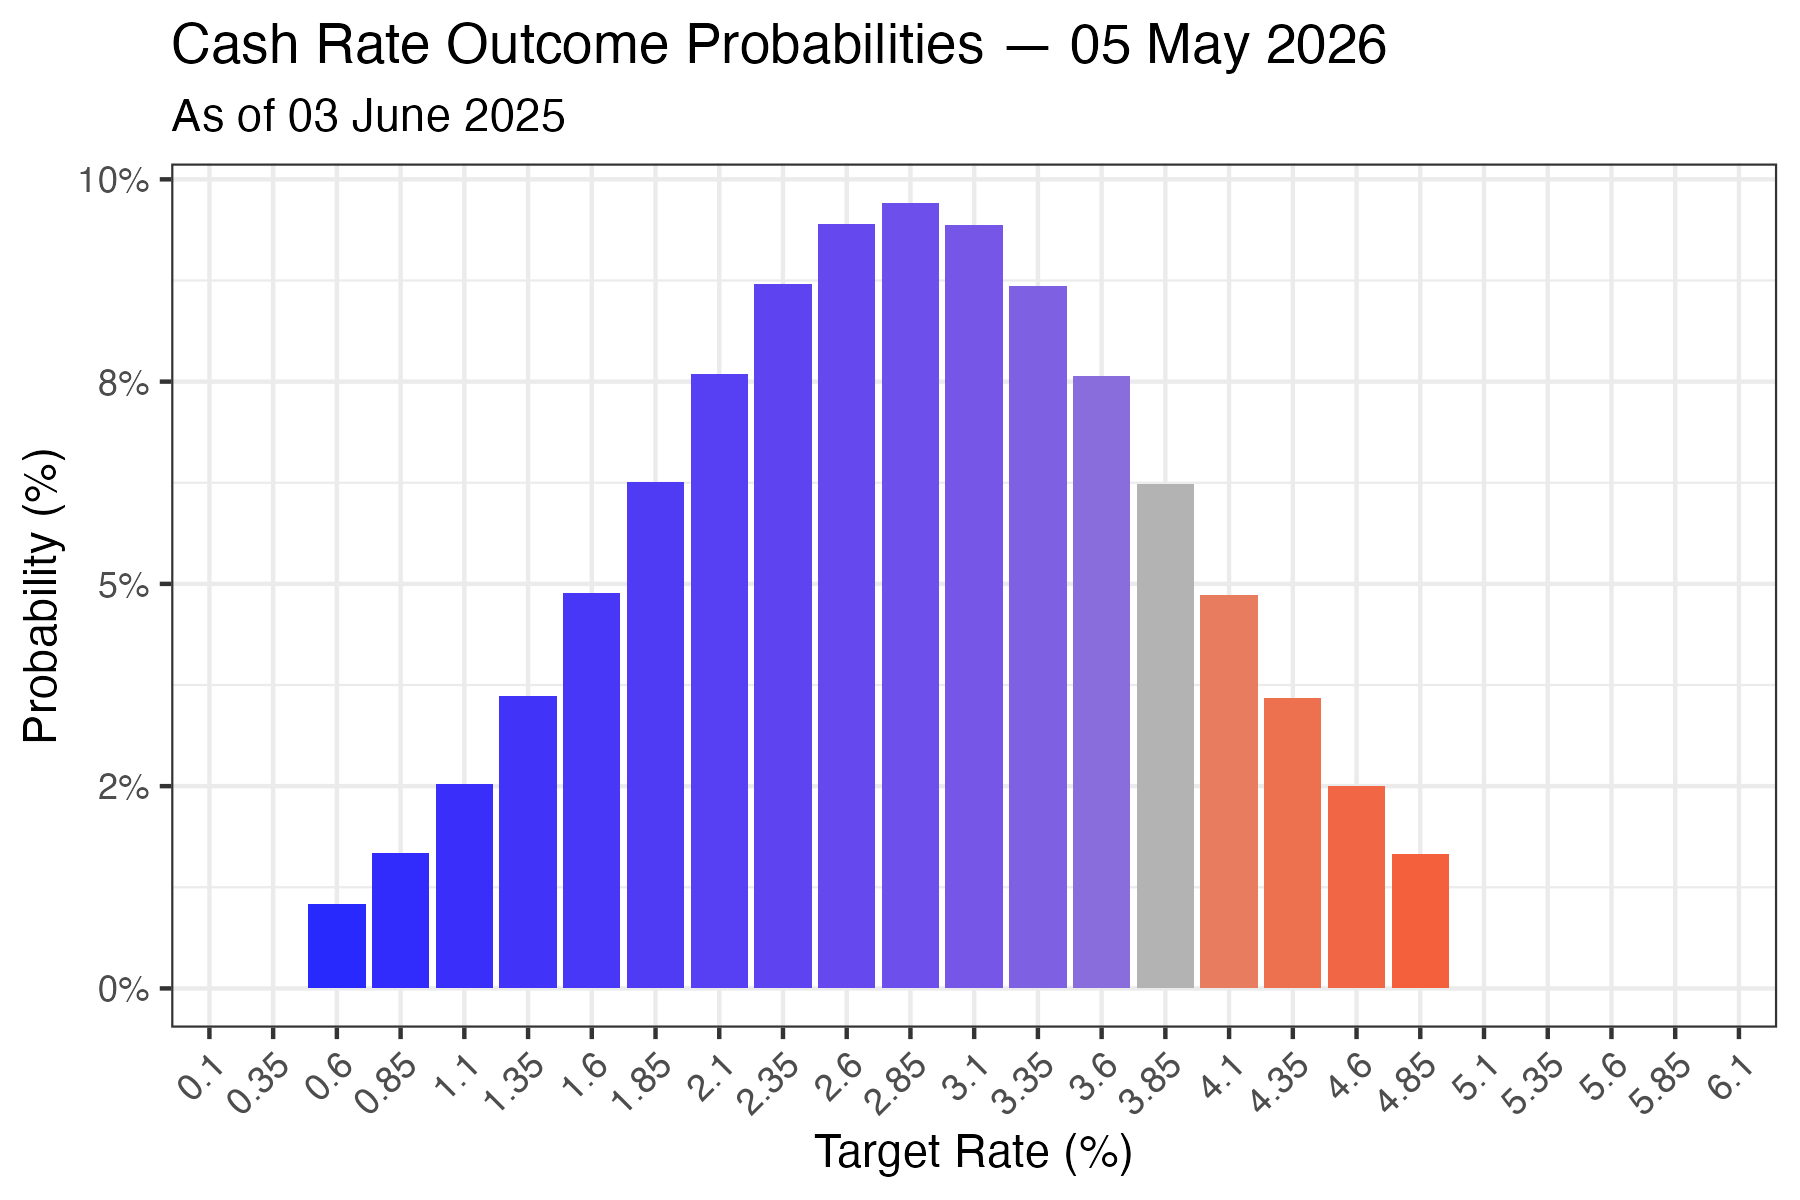 Cash Rate Outcome Probabilities — 05 May 2026
As of 03 June 2025
Probability (%)
10%
8%
5%
2%
0%
0.1 0.35 0.6 0.85 1.1 1.35 1.6 1.85 2.1 2.35 2.6 2.85 3.1 3.35 3.6 3.85 4.1 4.35 4.6 4.85 5.1 5.35 5.6 5.85 6.1
Target Rate (%)